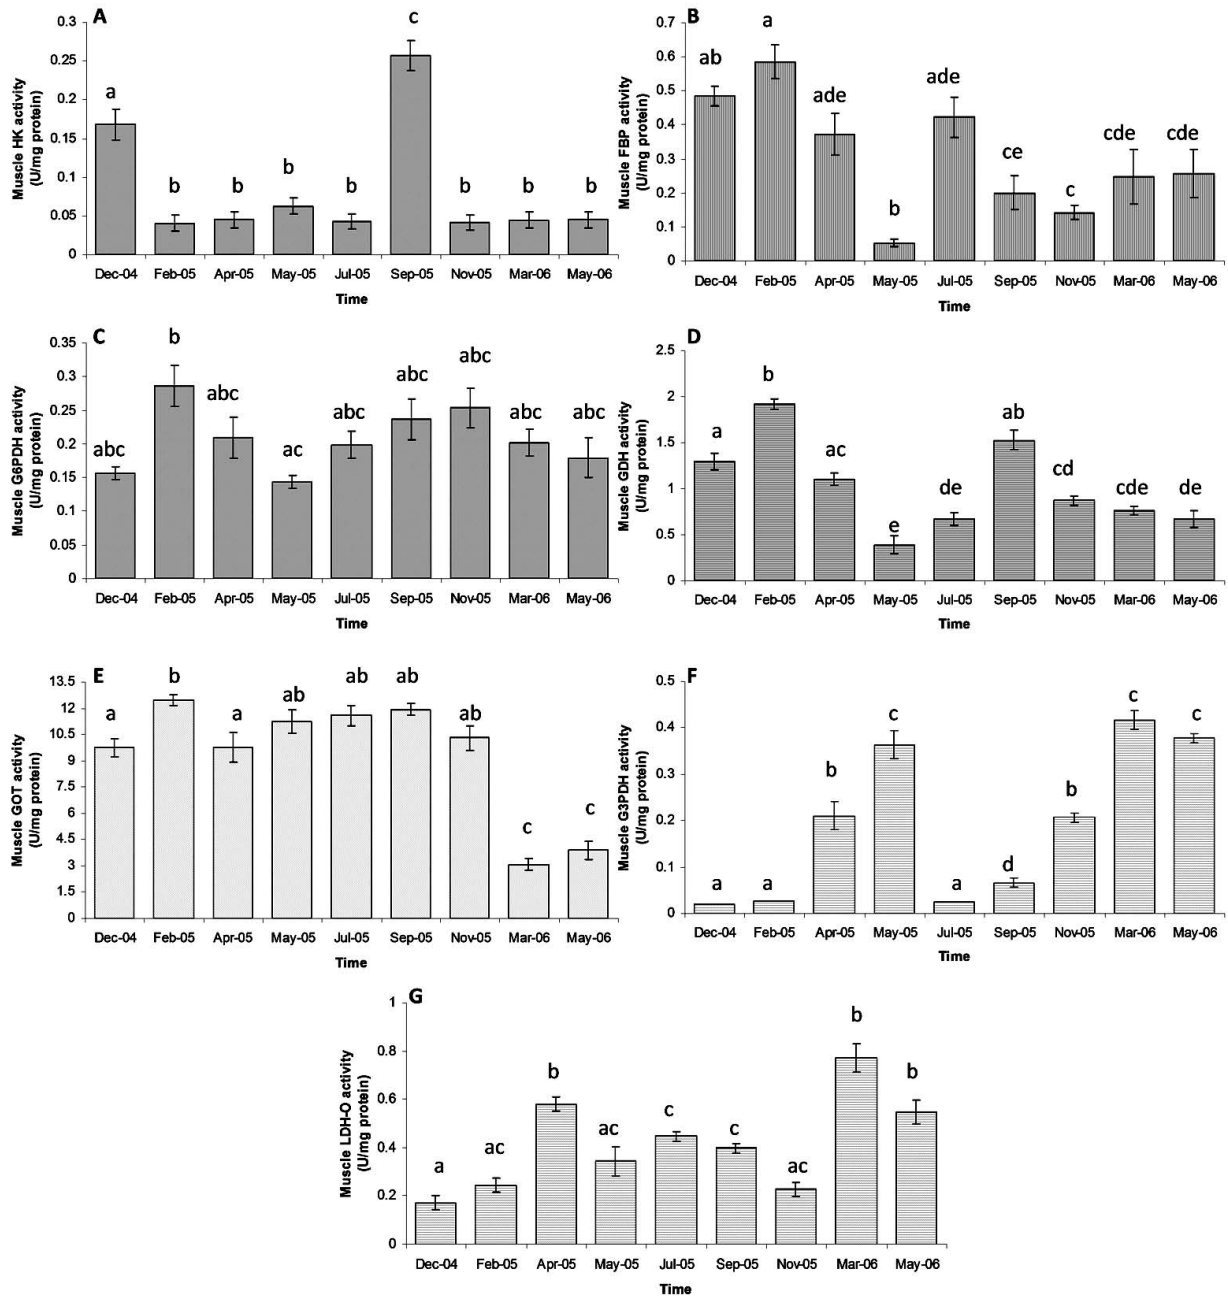 A
Muscle HK activity
(U/mg protein)
0.3
0.25
0.2
0.15
0.1
0.05
0
a
b
b
b
b
c
b
b
b
Dec-04 Feb-05 Apr-05 May-05 Jul-05 Sep-05 Nov-05 Mar-06 May-06
Time
B
Muscle FBP activity
(U/mg protein)
0.7
0.6
0.5
0.4
0.3
0.2
0.1
0
ab
a
ade
b
ade
ce
c
cde
cde
Dec-04 Feb-05 Apr-05 May-05 Jul-05 Sep-05 Nov-05 Mar-06 May-06
Time
C
Muscle G6PDH activity
(U/mg protein)
0.35
0.3
0.25
0.2
0.15
0.1
0.05
0
abc
b
abc
ac
abc
abc
abc
abc
abc
Dec-04 Feb-05 Apr-05 May-05 Jul-05 Sep-05 Nov-05 Mar-06 May-06
Time
D
Muscle GDH activity
(U/mg protein)
2.5
2
1.5
1
0.5
0
a
b
ac
e
de
ab
cd
cde
de
Dec-04 Feb-05 Apr-05 May-05 Jul-05 Sep-05 Nov-05 Mar-06 May-06
Time
E
Muscle GOT activity
(U/mg protein)
13.5
12
10.5
9
7.5
6
4.5
3
1.5
0
a
b
a
ab
ab
ab
ab
c
c
Dec-04 Feb-05 Apr-05 May-05 Jul-05 Sep-05 Nov-05 Mar-06 May-06
Time
F
Muscle G3PDH activity
(U/mg protein)
0.5
0.4
0.3
0.2
0.1
0
a
a
b
c
a
d
b
c
c
Dec-04 Feb-05 Apr-05 May-05 Jul-05 Sep-05 Nov-05 Mar-06 May-06
Time
G
Muscle LDH-O activity
(U/mg protein)
1
0.8
0.6
0.4
0.2
0
a
ac
b
ac
c
c
ac
b
b
Dec-04 Feb-05 Apr-05 May-05 Jul-05 Sep-05 Nov-05 Mar-06 May-06
Time